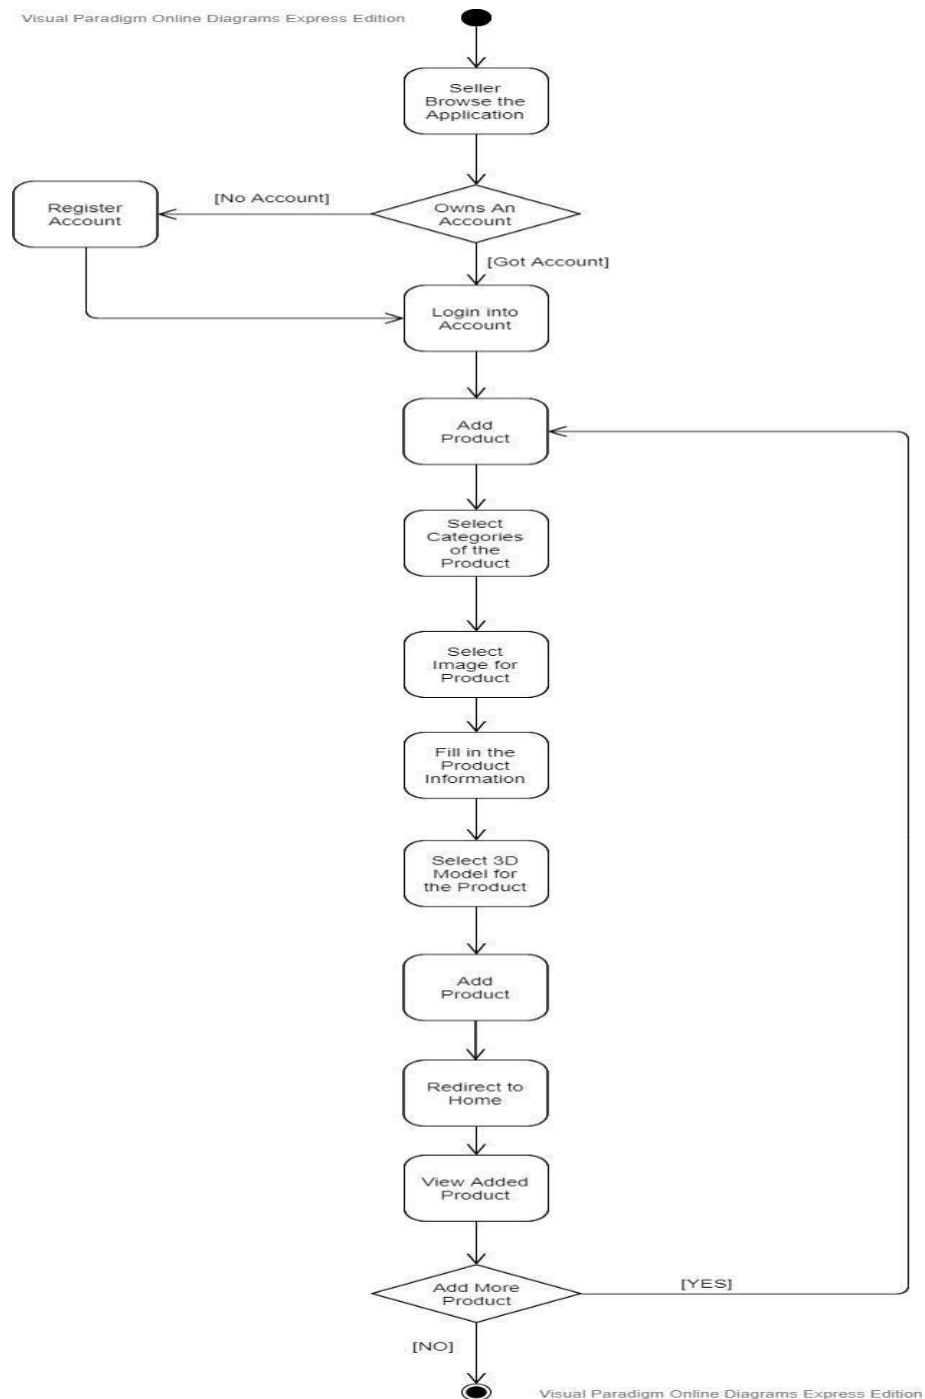 Visual Paradigm Online Diagrams Express Edition
Seller
Browse the
Application
[No Account]
Owns An
Account
Register
Account
[Got Account]
Login into
Account
Add
Product
Select
Categories
of the
Product
Select
Image for
Product
Fill in the
Product
Information
Select 3D
Model for
the Product
Add
Product
Redirect to
Home
View Added
Product
Add More
Product
[YES]
[NO]
Visual Paradigm Online Diagrams Express Edition